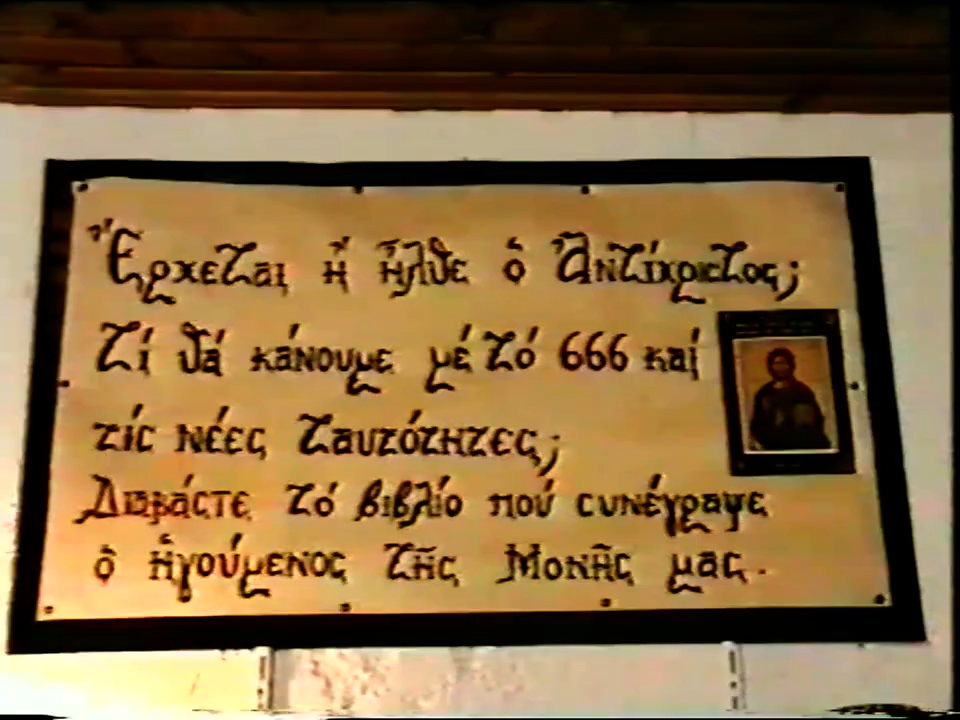 Ἔρχεται ἤ ἦλθε ὁ Ἀντίχριστος;
Τί θά κάνουμε μέ τό 666 καί
τίς νέες ταυτότητες;
Διαβάστε τό βιβλίο πού συνέγραψε
ὁ ἡγούμενος τῆς Μονῆς μας.